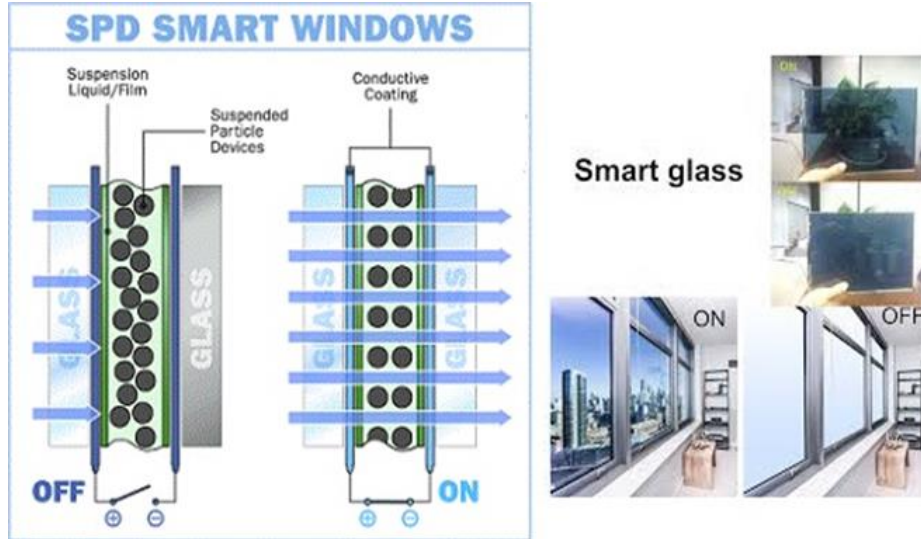 SPD SMART WINDOWS
Suspension
Liquid/Film
Suspended
Particle
Devices
Conductive
Coating
GLASS
GLASS
GLASS
GLASS
OFF
ON
Smart glass
ON
ON
OFF